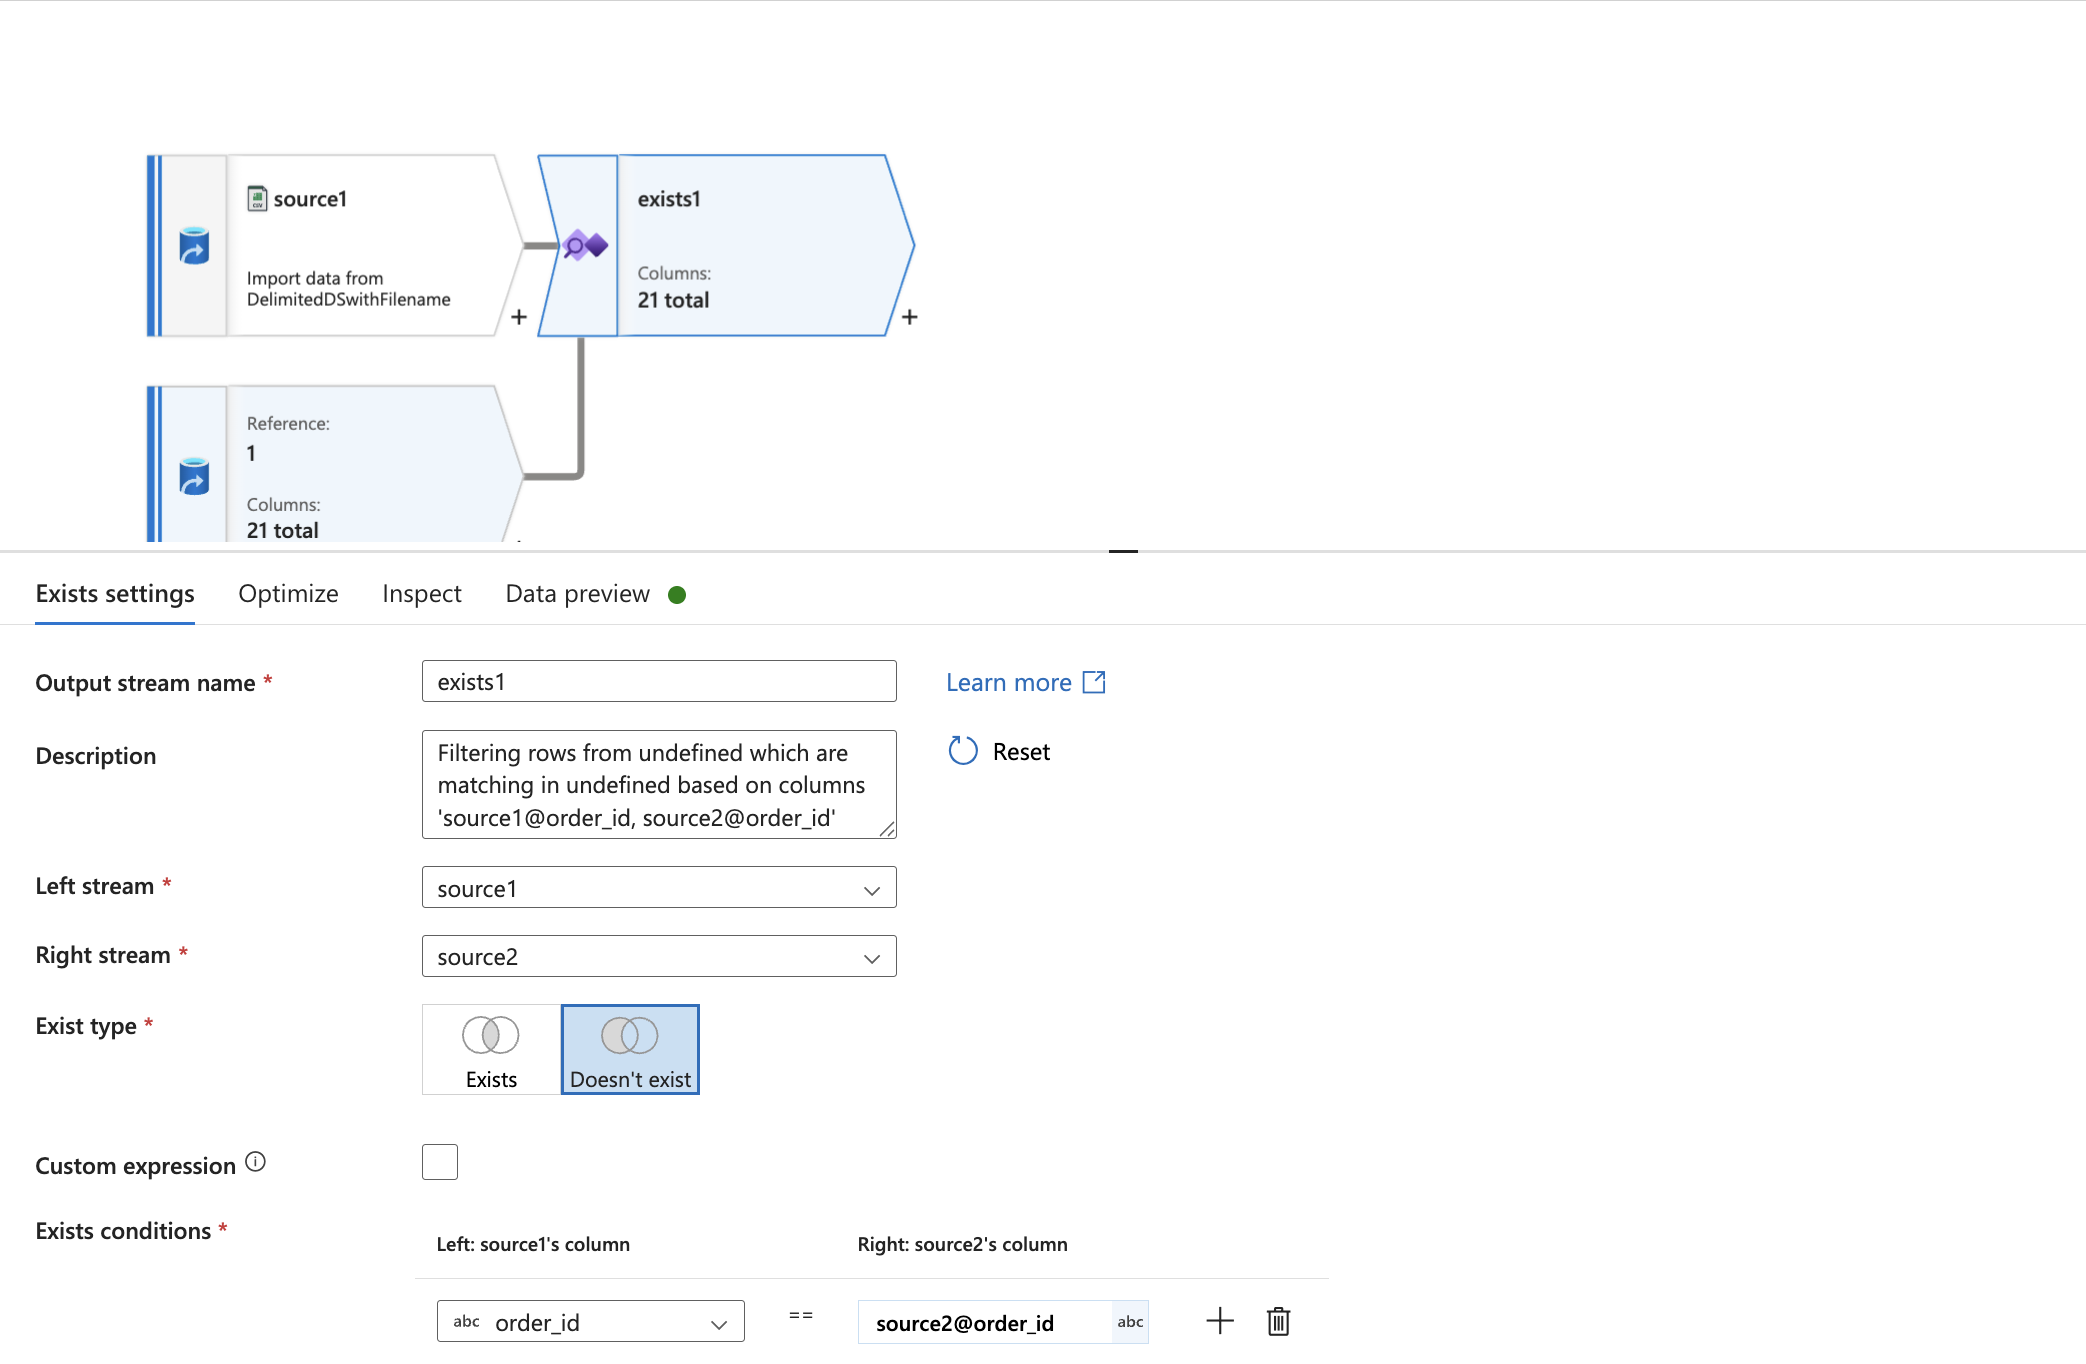 source1
Import data from
DelimitedDSwithFilename
+
exists1
Columns:
21 total
+
Reference:
1
Columns:
21 total
Exists settings
Optimize
Inspect
Data preview
Output stream name *
exists1
Learn more
Description
Filtering rows from undefined which are
matching in undefined based on columns
'source1@order_id, source2@order_id'
Reset
Left stream *
source1
Right stream *
source2
Exist type *
Exists
Doesn't exist
Custom expression
Exists conditions *
Left: source1's column
Right: source2's column
abc order_id
==
source2@order_id abc